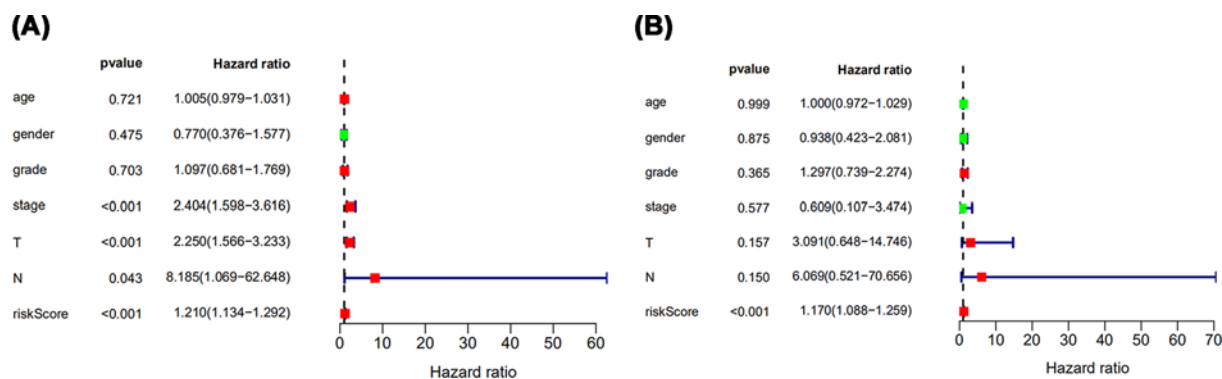 (A)
pvalue Hazard ratio
age 0.721 1.005(0.979−1.031)
gender 0.475 0.770(0.376−1.577)
grade 0.703 1.097(0.681−1.769)
stage <0.001 2.404(1.598−3.616)
T <0.001 2.250(1.566−3.233)
N 0.043 8.185(1.069−62.648)
riskScore <0.001 1.210(1.134−1.292)
0 10 20 30 40 50 60
Hazard ratio
(B)
pvalue Hazard ratio
age 0.999 1.000(0.972−1.029)
gender 0.875 0.938(0.423−2.081)
grade 0.365 1.297(0.739−2.274)
stage 0.577 0.609(0.107−3.474)
T 0.157 3.091(0.648−14.746)
N 0.150 6.069(0.521−70.656)
riskScore <0.001 1.170(1.088−1.259)
0 10 20 30 40 50 60 70
Hazard ratio